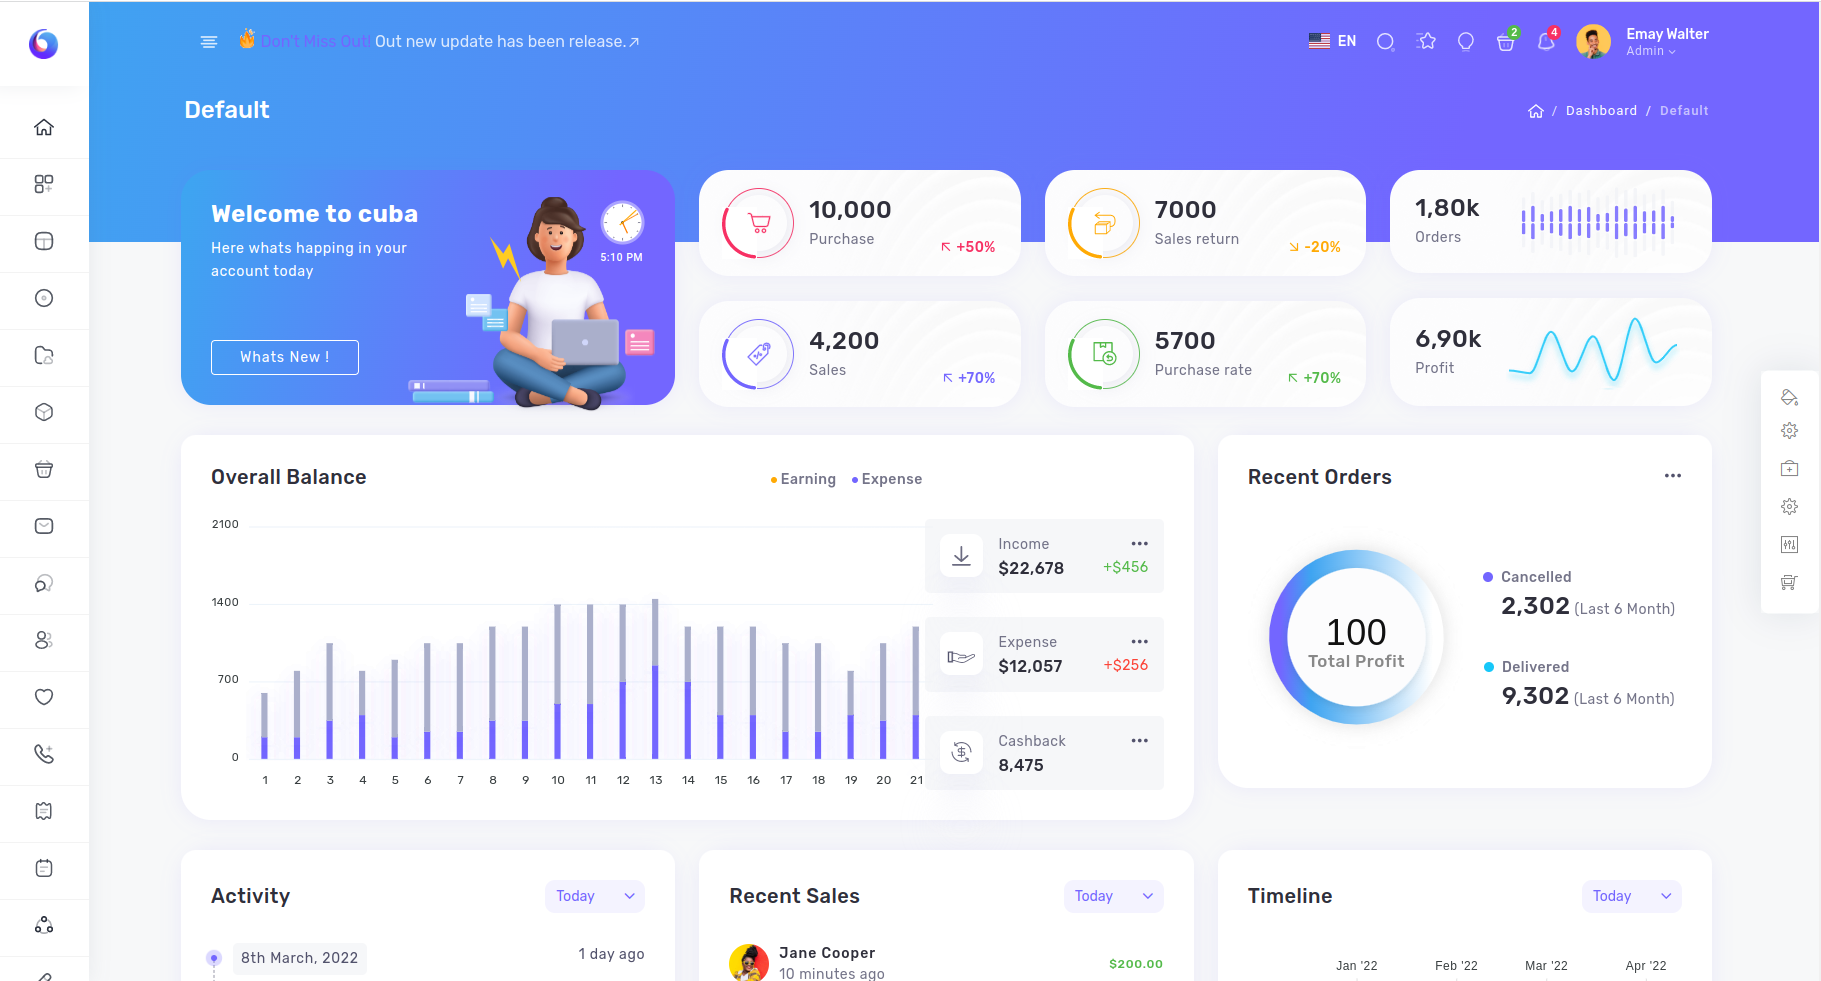 Don't Miss Out! Out new update has been release.
EN
2
4
Emay Walter
Admin
Default
/ Dashboard / Default
Welcome to cuba
Here whats happing in your
account today
5:10 PM
Whats New !
10,000
Purchase
+50%
7000
Sales return
-20%
1,80k
Orders
4,200
Sales
+70%
5700
Purchase rate
+70%
6,90k
Profit
Overall Balance
Earning
Expense
2100
1400
700
0
1 2 3 4 5 6 7 8 9 10 11 12 13 14 15 16 17 18 19 20 21
Income
$22,678
+$456
Expense
$12,057
+$256
Cashback
8,475
Recent Orders
100
Total Profit
Cancelled
2,302 (Last 6 Month)
Delivered
9,302 (Last 6 Month)
Activity
Today
8th March, 2022
1 day ago
Recent Sales
Today
Jane Cooper
10 minutes ago
$200.00
Timeline
Today
Jan '22 Feb '22 Mar '22 Apr '22